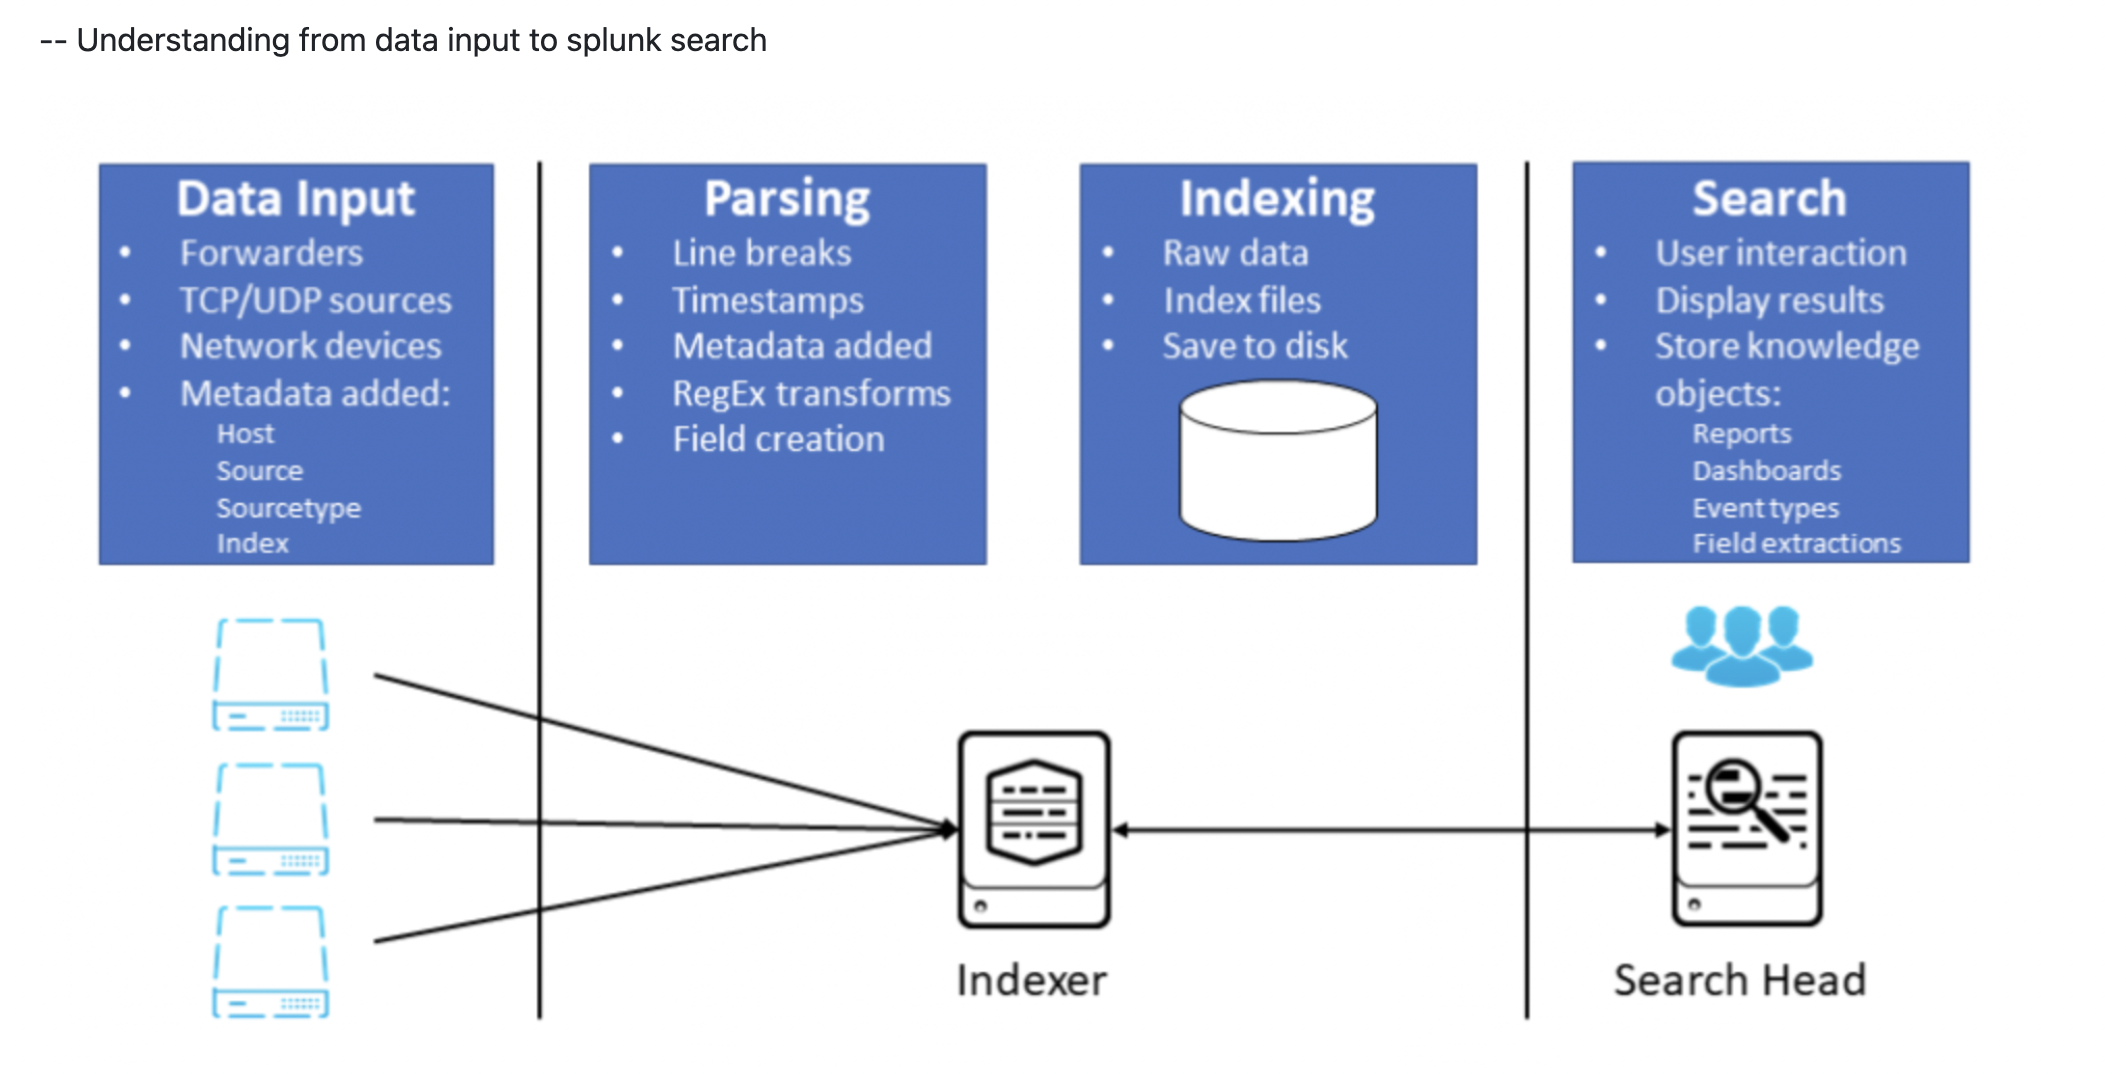 -- Understanding from data input to splunk search
Data Input
• Forwarders
• TCP/UDP sources
• Network devices
• Metadata added:
Host
Source
Sourcetype
Index
Parsing
• Line breaks
• Timestamps
• Metadata added
• RegEx transforms
• Field creation
Indexing
• Raw data
• Index files
• Save to disk
Search
• User interaction
• Display results
• Store knowledge
objects:
Reports
Dashboards
Event types
Field extractions
Indexer
Search Head